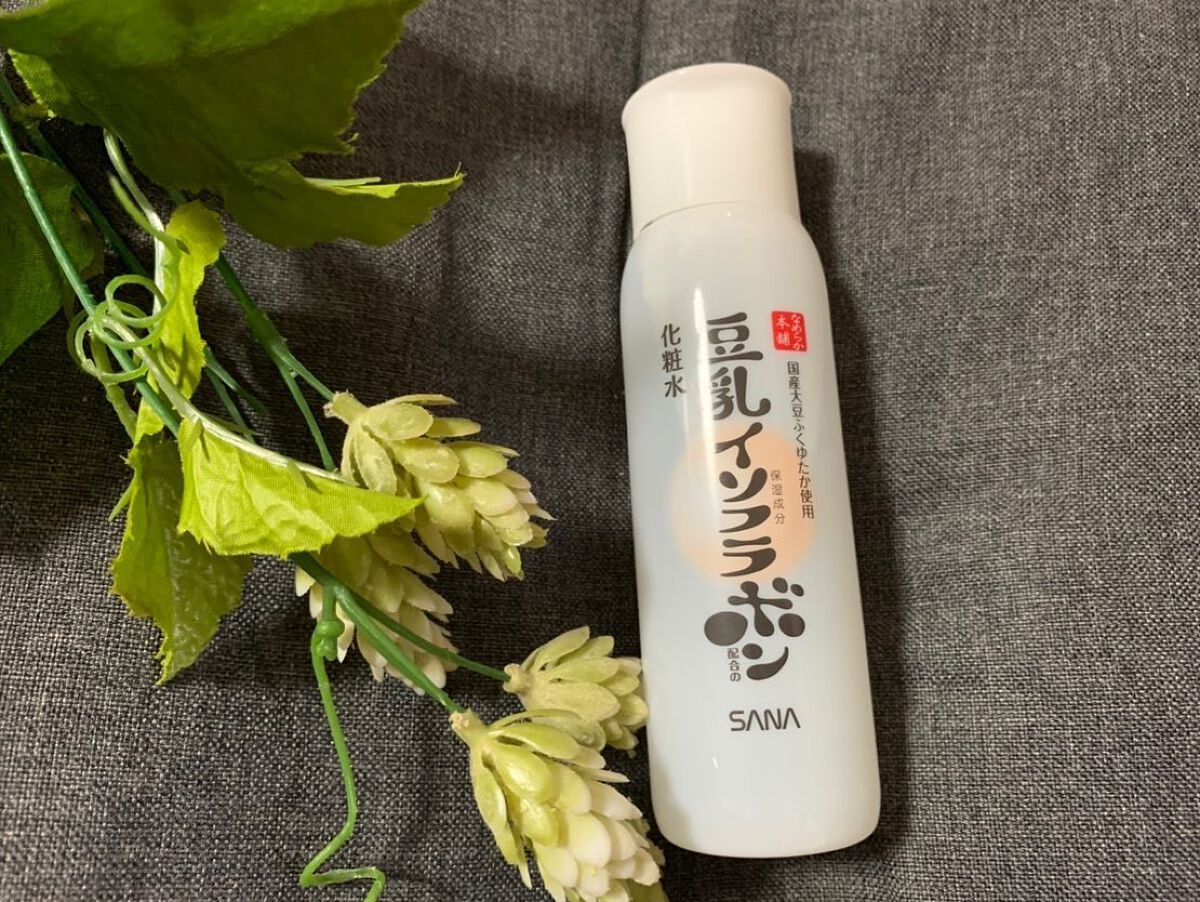 なめらか
本舗
国産大豆ふくゆたか使用
豆乳イソフラボン
保湿成分
配合の
化粧水
SANA